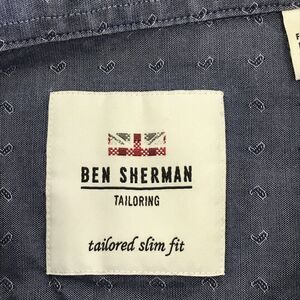 BEN SHERMAN
TAILORING
tailored slim fit